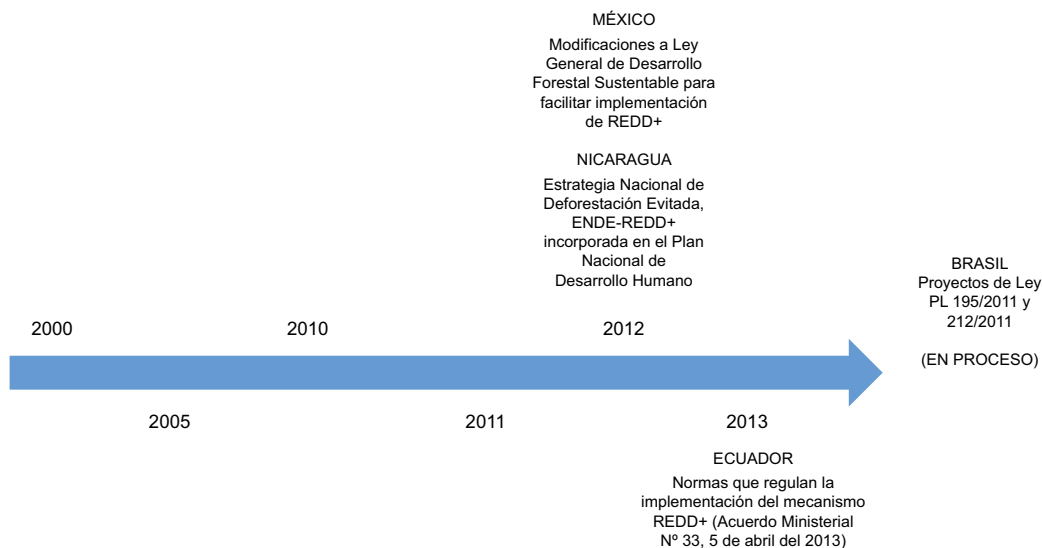 MÉXICO
Modificaciones a Ley
General de Desarrollo
Forestal Sustentable para
facilitar implementación
de REDD+
NICARAGUA
Estrategia Nacional de
Deforestación Evitada,
ENDE-REDD+
incorporada en el Plan
Nacional de
Desarrollo Humano
BRASIL
Proyectos de Ley
PL 195/2011 y
212/2011
(EN PROCESO)
2000
2010
2012
2005
2011
2013
ECUADOR
Normas que regulan la
implementación del mecanismo
REDD+ (Acuerdo Ministerial
Nº 33, 5 de abril del 2013)